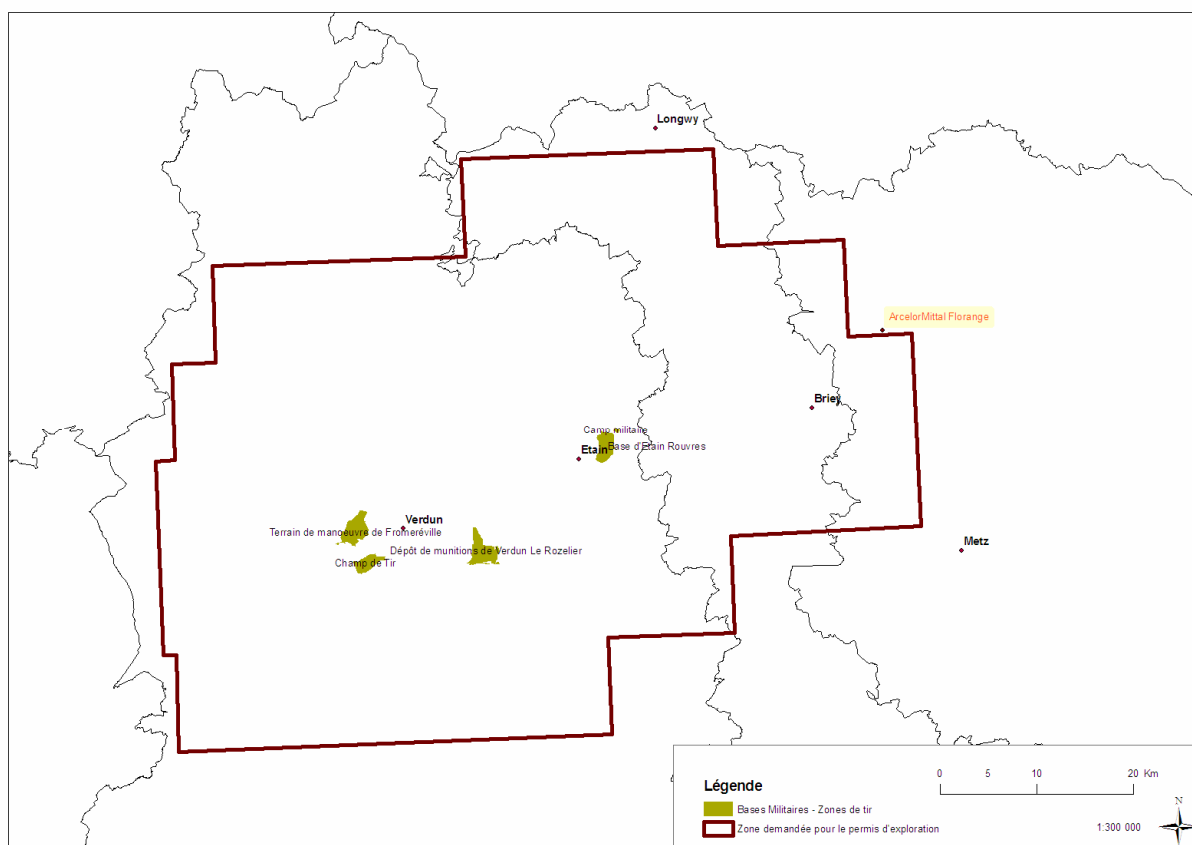 Longwy
ArcelorMittal Florange
Briey
Camp militaire
Base d'Etain Rouvres
Etain
Verdun
Terrain de manoeuvre de Fromeréville
Dépôt de munitions de Verdun Le Rozelier
Champ de Tir
Metz
Légende
Bases Militaires - Zones de tir
Zone demandée pour le permis d'exploration
0 5 10 20 Km
1:300 000
N